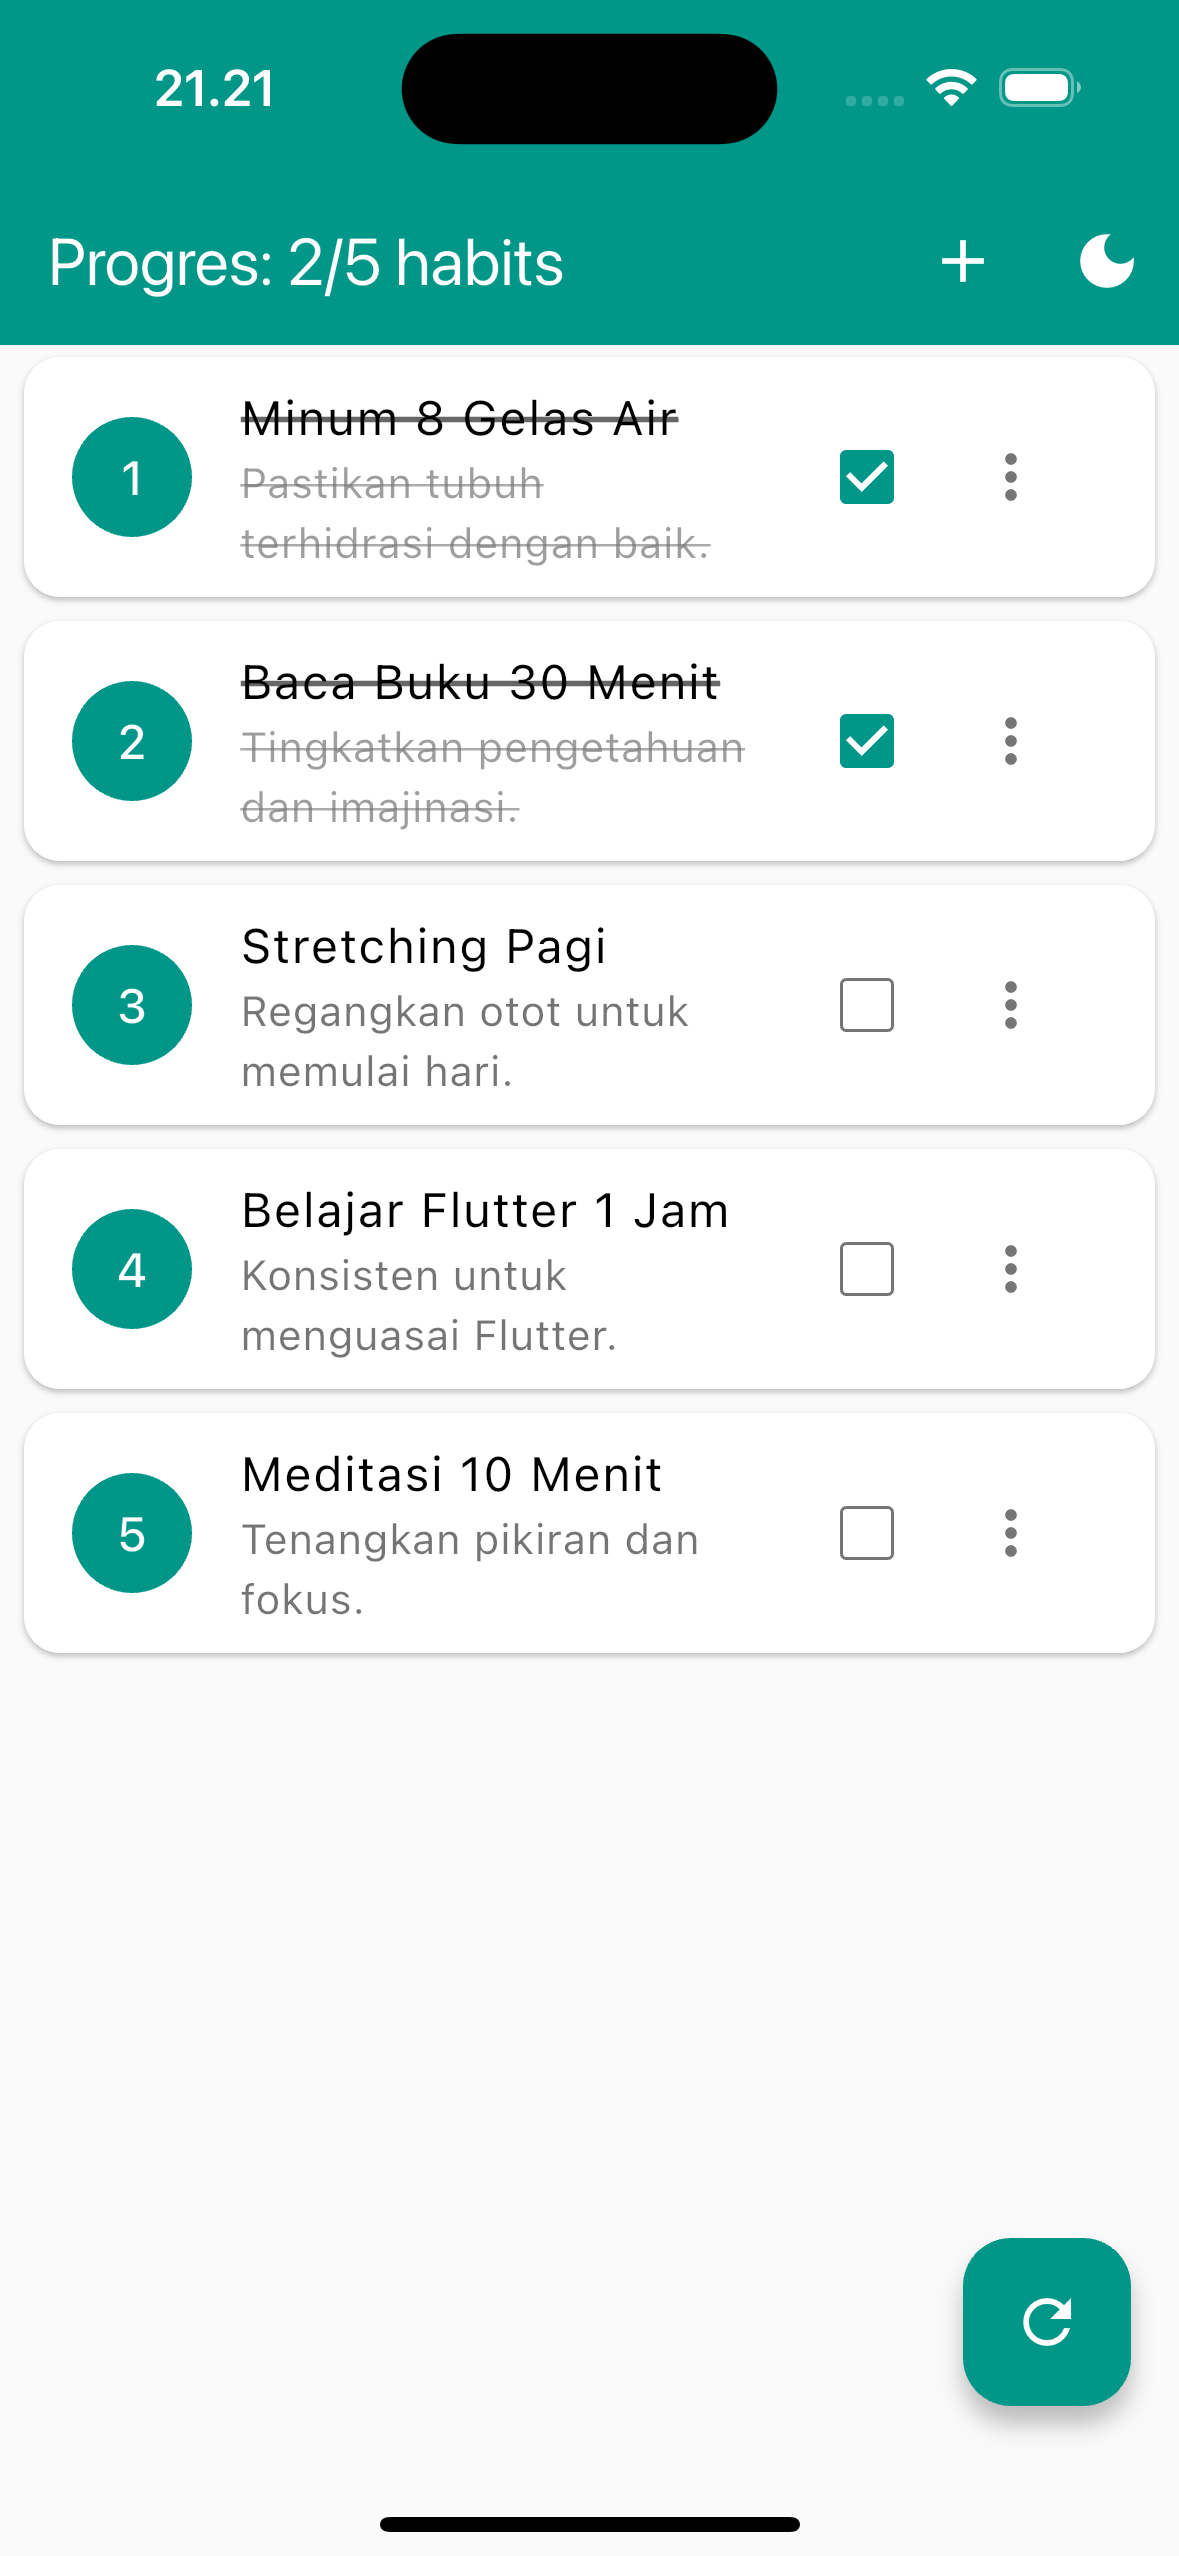 21.21
Progres: 2/5 habits
1
Minum 8 Gelas Air
Pastikan tubuh
terhidrasi dengan baik.
2
Baca Buku 30 Menit
Tingkatkan pengetahuan
dan imajinasi.
3
Stretching Pagi
Regangkan otot untuk
memulai hari.
4
Belajar Flutter 1 Jam
Konsisten untuk
menguasai Flutter.
5
Meditasi 10 Menit
Tenangkan pikiran dan
fokus.